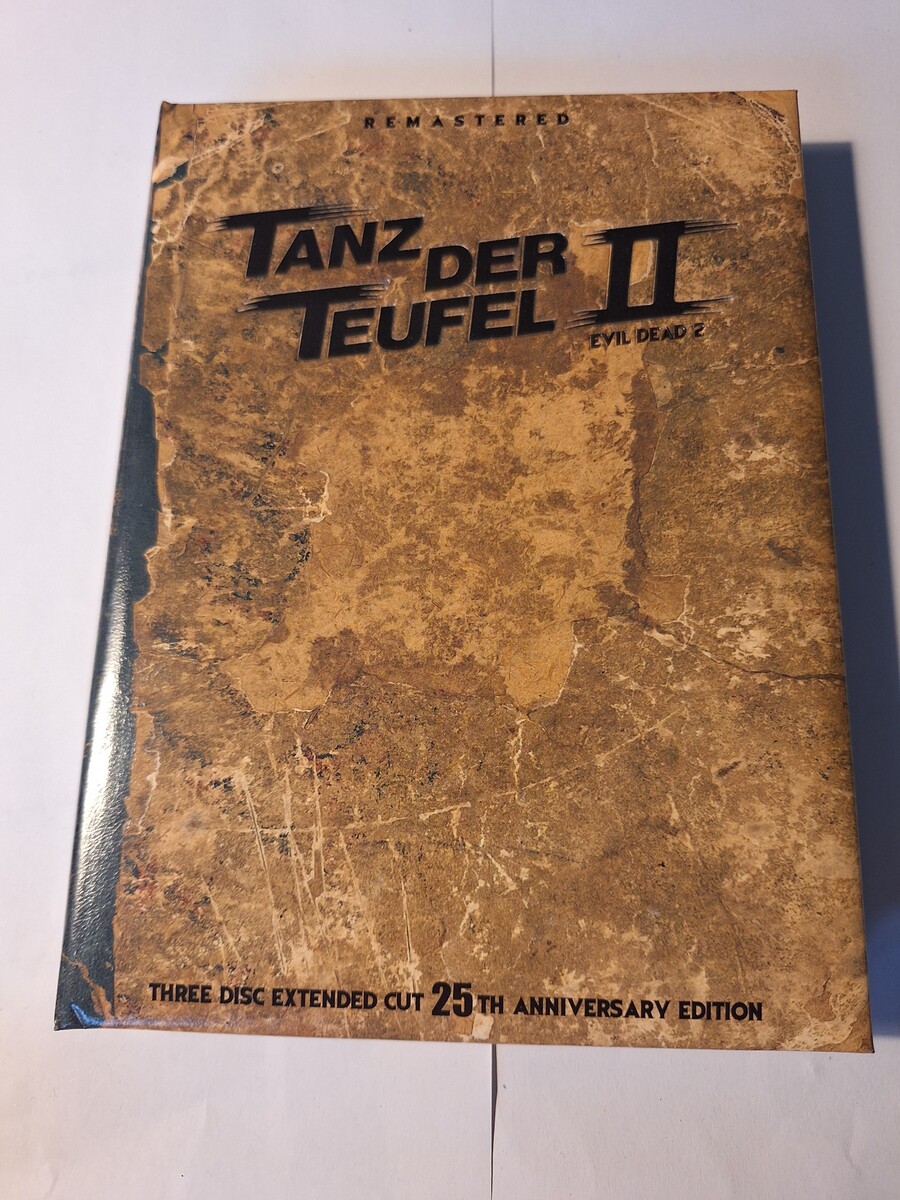 REMASTERED
TANZ DER
TEUFEL II
EVIL DEAD 2
THREE DISC EXTENDED CUT 25TH ANNIVERSARY EDITION